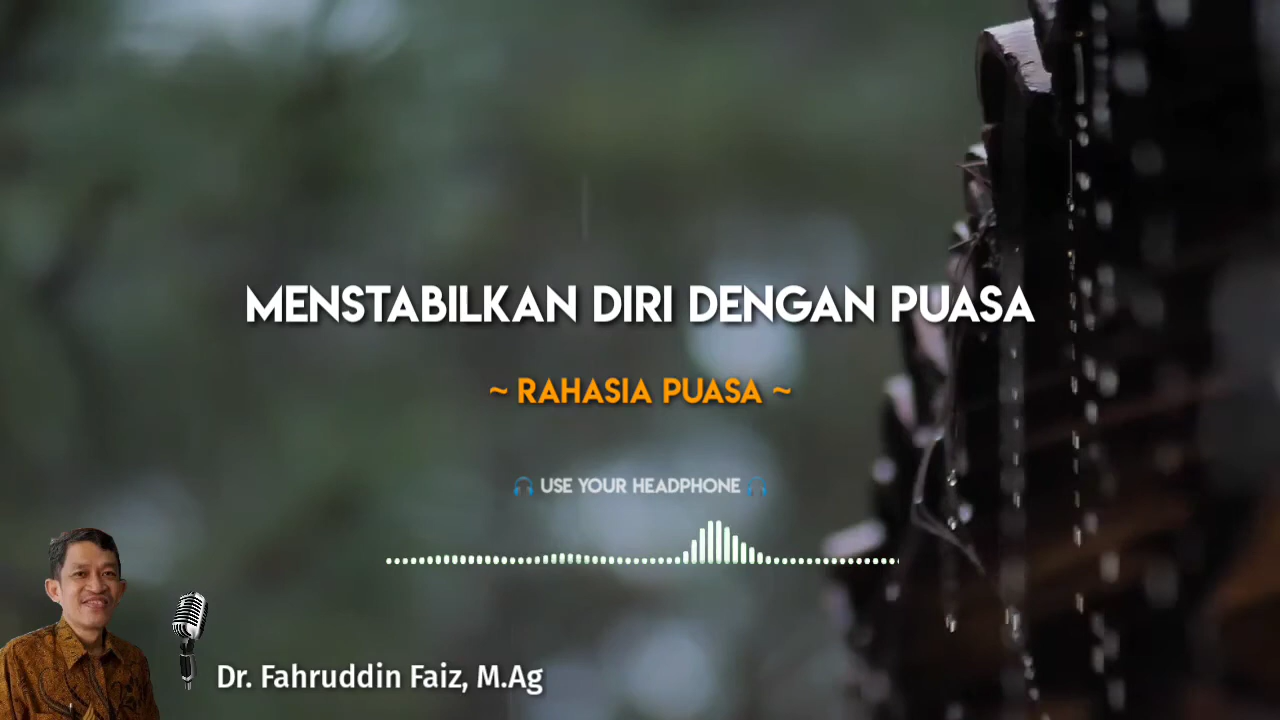 MENSTABILKAN DIRI DENGAN PUASA
~ RAHASIA PUASA ~
🎧 USE YOUR HEADPHONE 🎧
Dr. Fahruddin Faiz, M.Ag